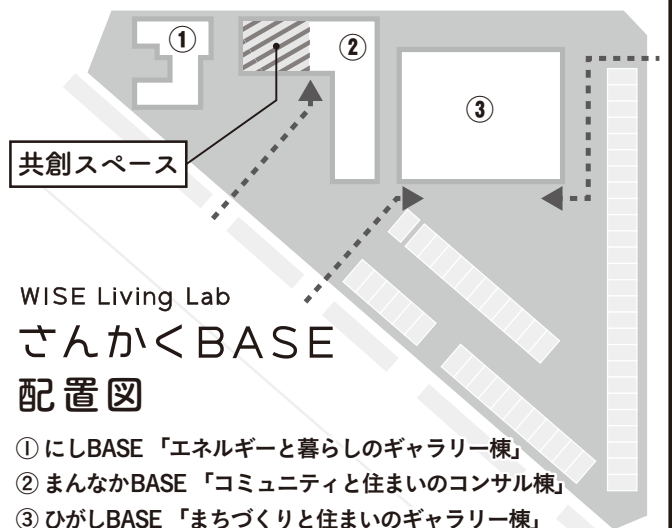 ①
②
③
共創スペース
WISE Living Lab
さんかくBASE
配置図
① にしBASE 「エネルギーと暮らしのギャラリー棟」
② まんなかBASE 「コミュニティと住まいのコンサル棟」
③ ひがしBASE 「まちづくりと住まいのギャラリー棟」